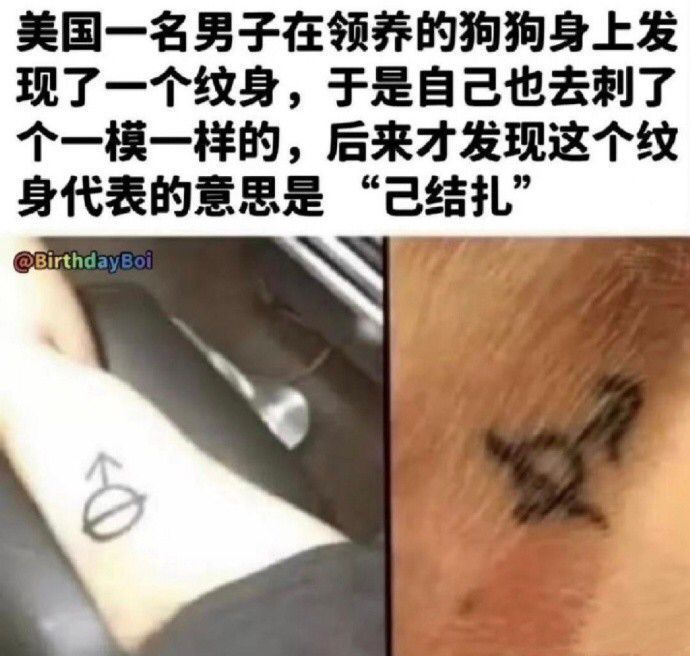 美国一名男子在领养的狗狗身上发
现了一个纹身，于是自己也去刺了
个一模一样的，后来才发现这个纹
身代表的意思是 “己结扎”
@BirthdayBoi